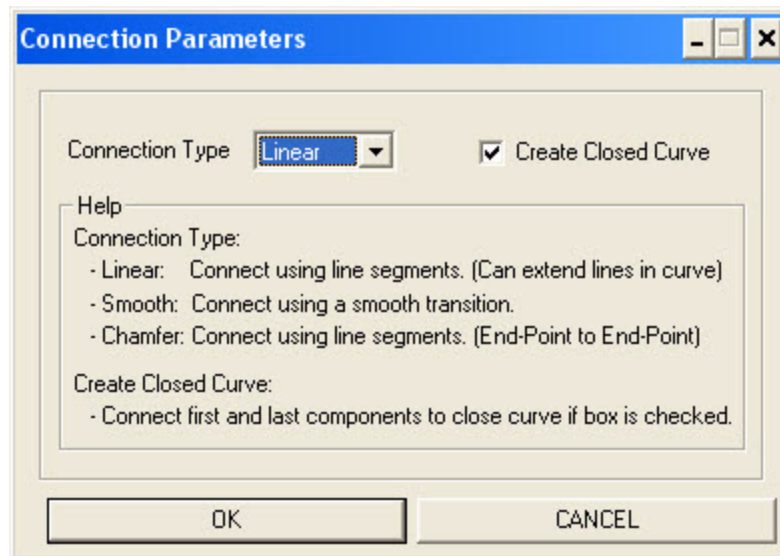 Connection Parameters
Connection Type Linear Create Closed Curve
Help
Connection Type:
- Linear: Connect using line segments. (Can extend lines in curve)
- Smooth: Connect using a smooth transition.
- Chamfer: Connect using line segments. (End-Point to End-Point)
Create Closed Curve:
- Connect first and last components to close curve if box is checked.
OK CANCEL